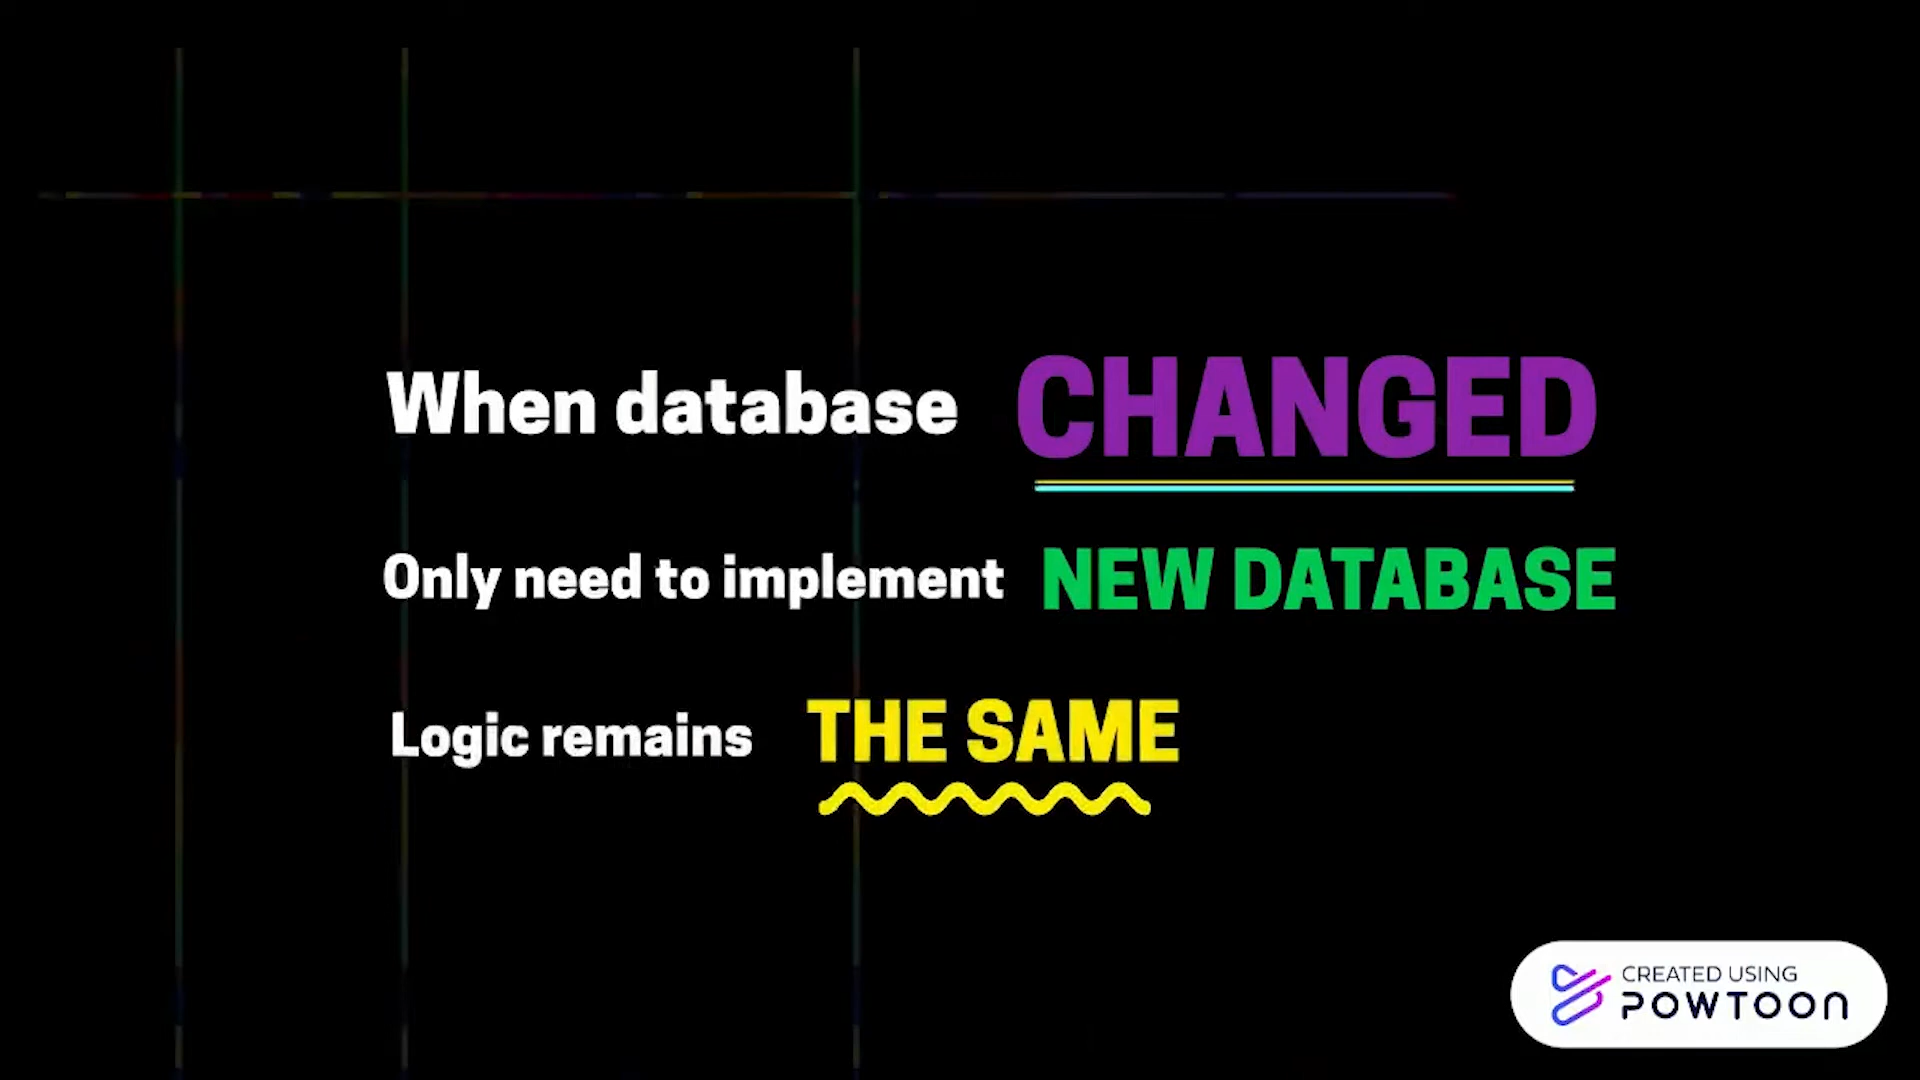 When database CHANGED
Only need to implement NEW DATABASE
Logic remains THE SAME
CREATED USING
POWTOON